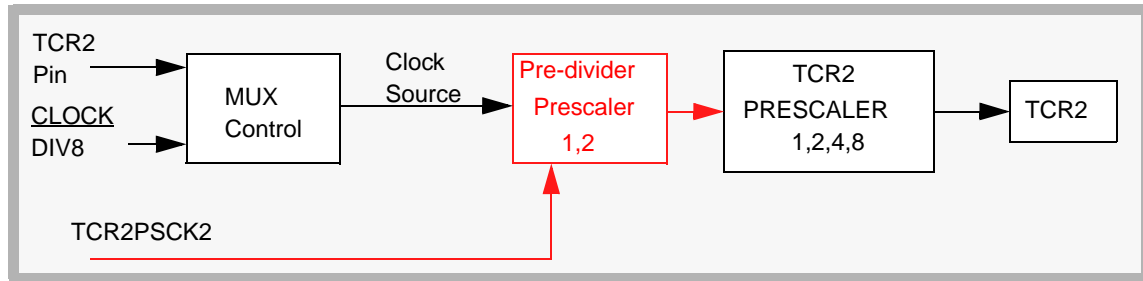 TCR2
Pin
CLOCK
DIV8
MUX
Control
Clock
Source
Pre-divider
Prescaler
1,2
TCR2
PRESCALER
1,2,4,8
TCR2
TCR2PSCK2